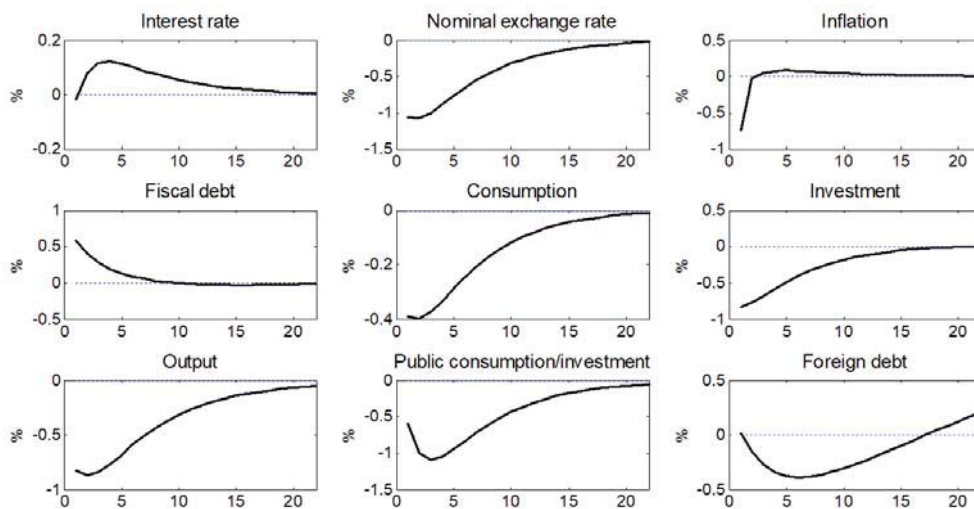 Interest rate
Nominal exchange rate
Inflation
0.2
0
-0.2
%
0 5 10 15 20
0
-0.5
-1
-1.5
%
0 5 10 15 20
0.5
0
-0.5
-1
%
0 5 10 15 20
Fiscal debt
Consumption
Investment
1
0.5
0
-0.5
%
0 5 10 15 20
0
-0.2
-0.4
%
0 5 10 15 20
0.5
0
-0.5
-1
%
0 5 10 15 20
Output
Public consumption/investment
Foreign debt
0
-0.5
-1
%
0 5 10 15 20
0
-0.5
-1
-1.5
%
0 5 10 15 20
0.5
0
-0.5
%
0 5 10 15 20